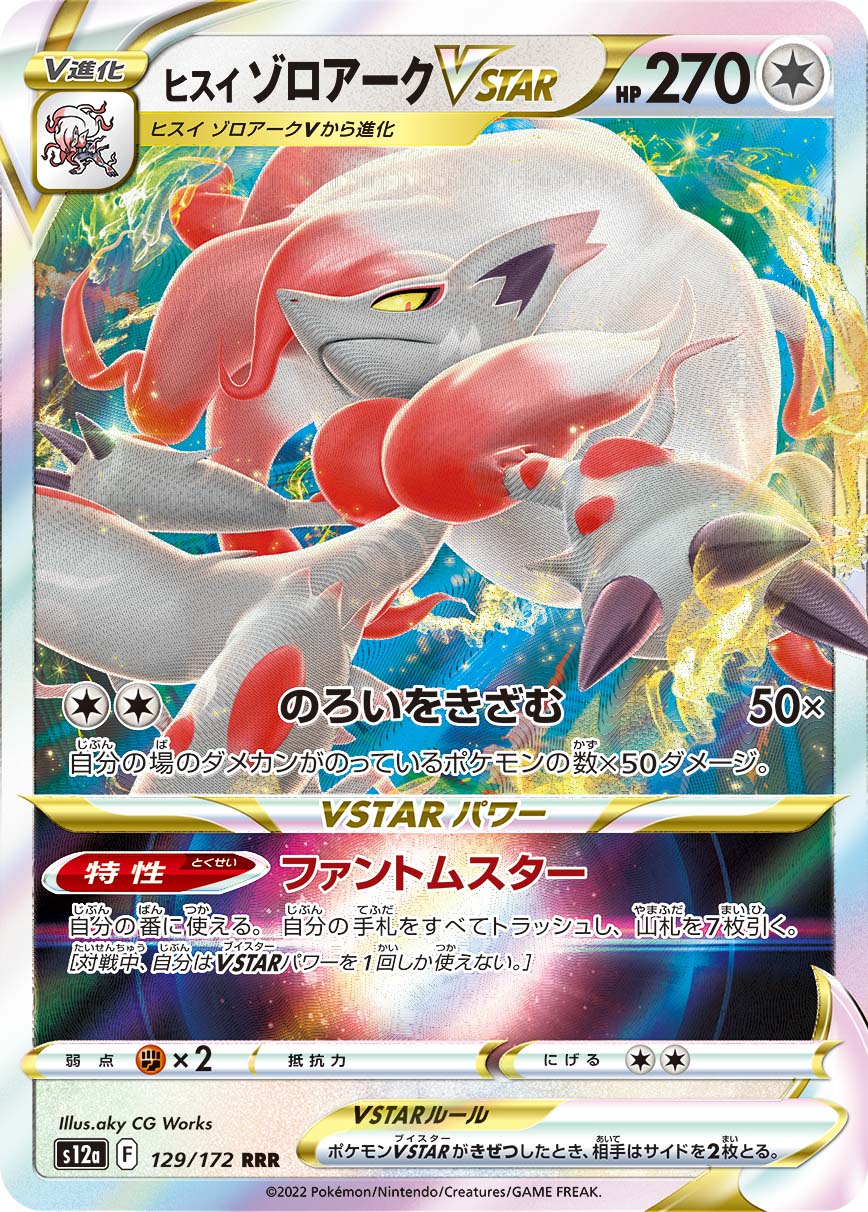 V進化
ヒスイ ゾロアークVSTAR HP 270
ヒスイ ゾロアークVから進化
のろいをきざむ 50×
自分の場のダメカンがのっているポケモンの数×50ダメージ。
VSTAR パワー
特性 ファントムスター
自分の番に使える。自分の手札をすべてトラッシュし、山札を7枚引く。
[対戦中、自分はVSTARパワーを1回しか使えない。]
弱点 ×2 抵抗力 にげる
Illus.aky CG Works
VSTARルール
ポケモンVSTARがきぜつしたとき、相手はサイドを2枚とる。
s12a F 129/172 RRR
©2022 Pokémon/Nintendo/Creatures/GAME FREAK.